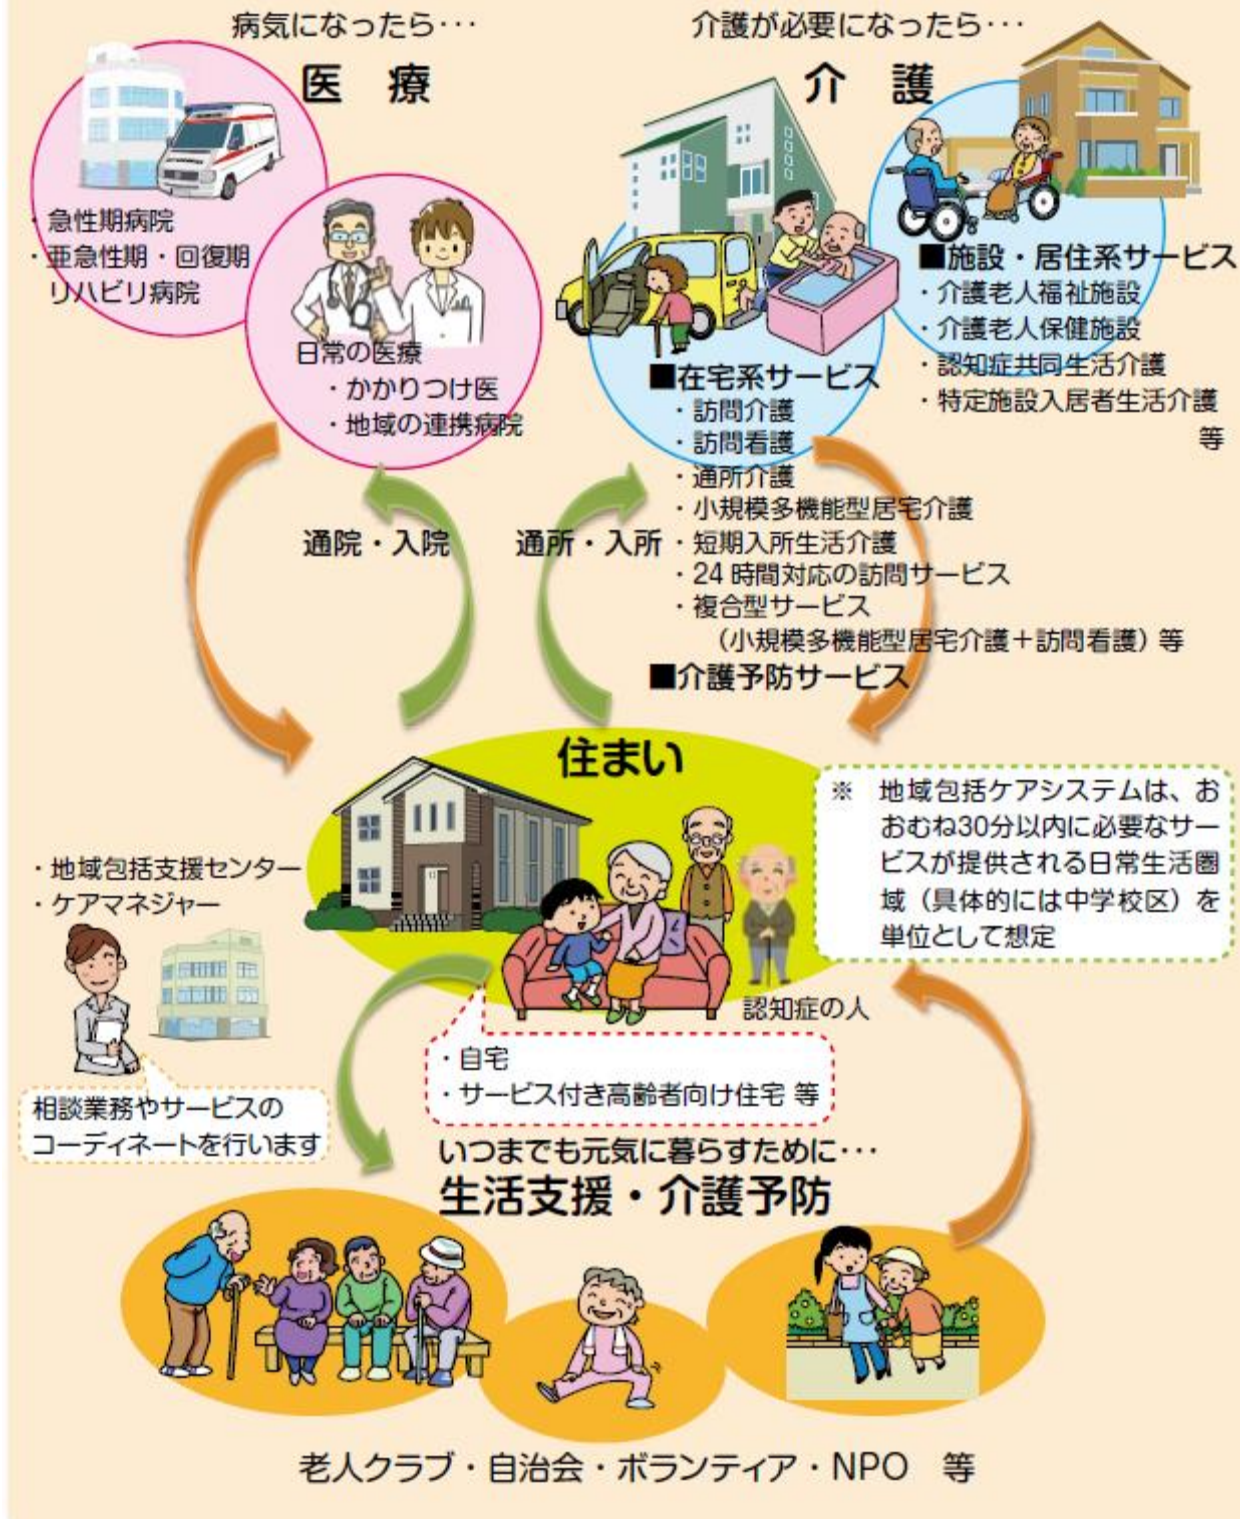 病気になったら･･･
医 療
・急性期病院
・亜急性期・回復期
リハビリ病院
日常の医療
・かかりつけ医
・地域の連携病院
介護が必要になったら･･･
介 護
■施設・居住系サービス
・介護老人福祉施設
・介護老人保健施設
・認知症共同生活介護
・特定施設入居者生活介護
等
■在宅系サービス
・訪問介護
・訪問看護
・通所介護
・小規模多機能型居宅介護
・短期入所生活介護
・24時間対応の訪問サービス
・複合型サービス
（小規模多機能型居宅介護＋訪問看護）等
■介護予防サービス
通院・入院
通所・入所
住まい
※ 地域包括ケアシステムは、お
おむね30分以内に必要なサー
ビスが提供される日常生活圏
域（具体的には中学校区）を
単位として想定
・地域包括支援センター
・ケアマネジャー
相談業務やサービスの
コーディネートを行います
認知症の人
・自宅
・サービス付き高齢者向け住宅 等
いつまでも元気に暮らすために･･･
生活支援・介護予防
老人クラブ・自治会・ボランティア・NPO 等